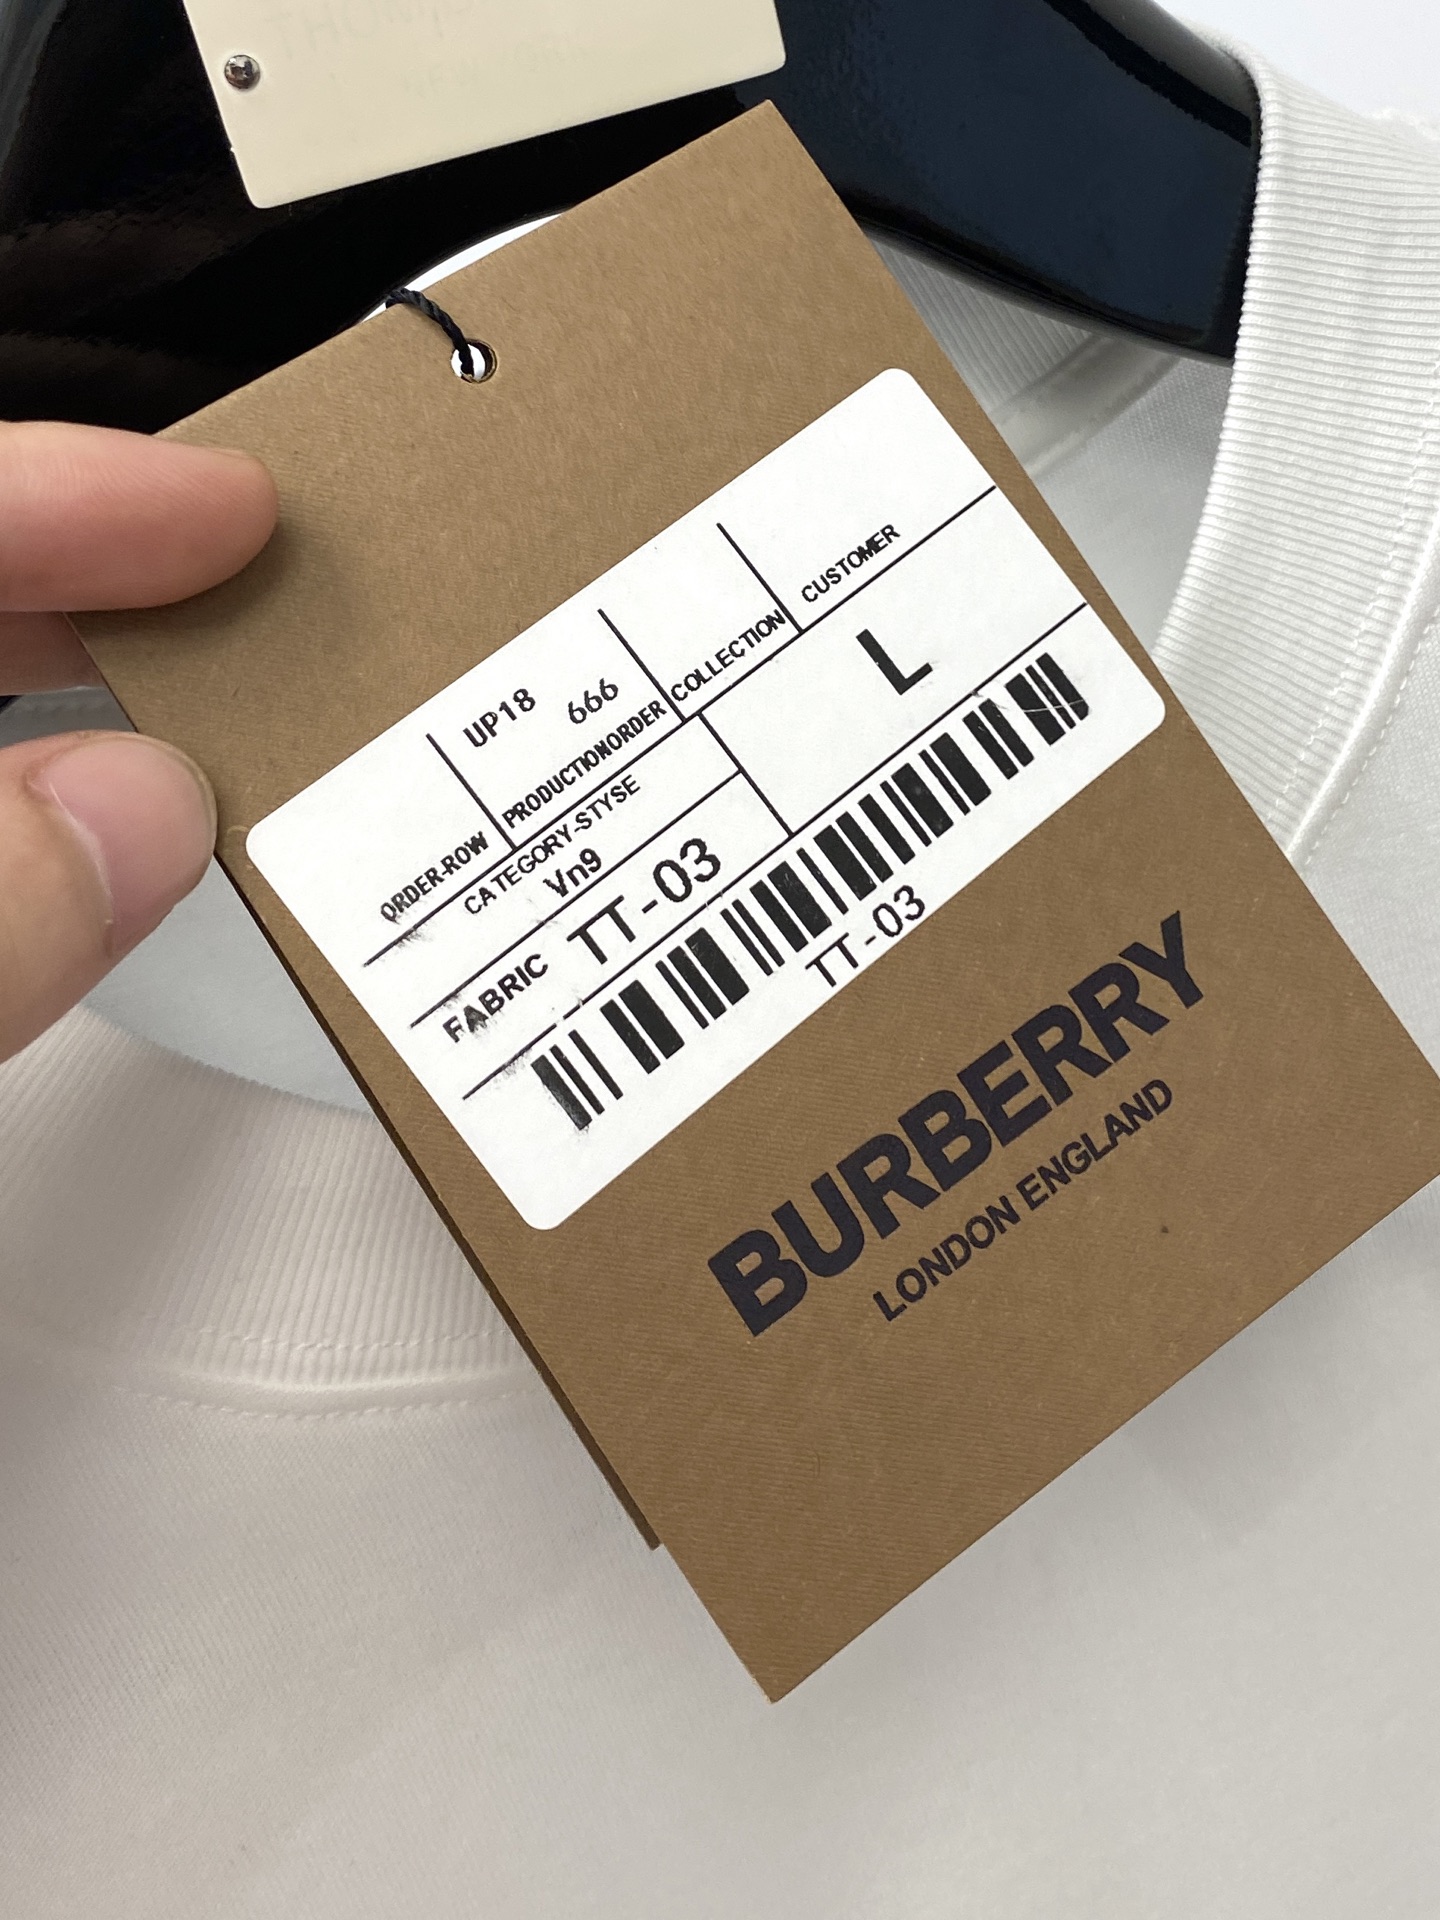 UP18 666
ORDER-ROW PRODUCTIONORDER COLLECTION CUSTOMER
CATEGORY-STYSE
Vn9
L
FABRIC TT-03
TT-03
BURBERRY
LONDON ENGLAND